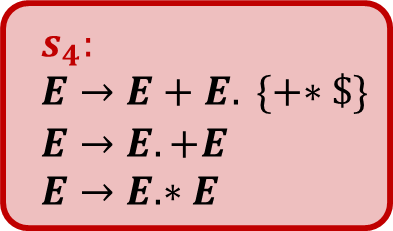 s₄:
E → E + E. {+* $}
E → E. +E
E → E.* E